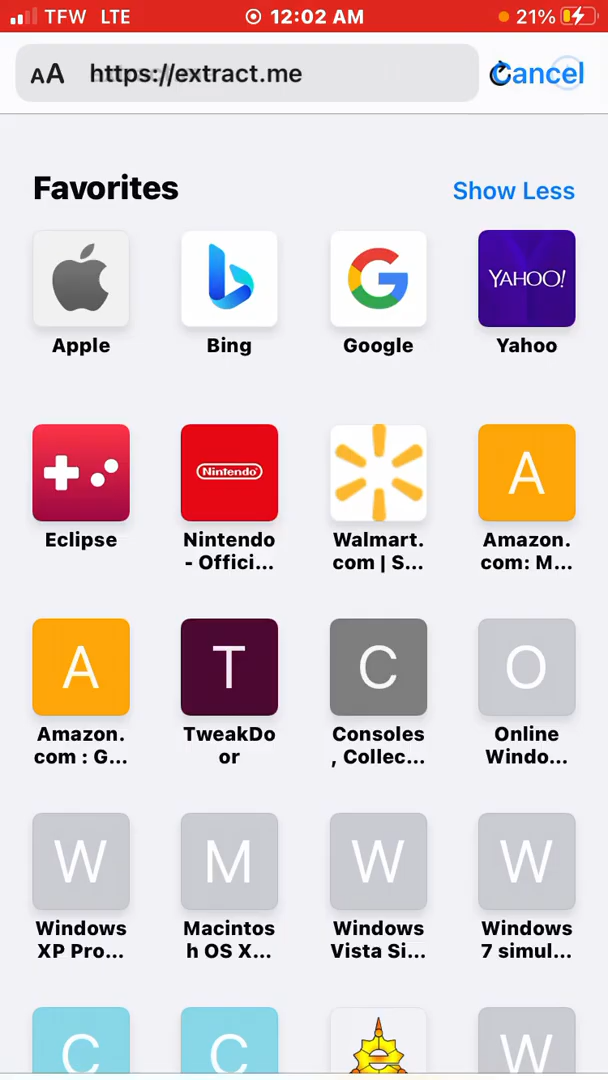 TFW LTE 12:02 AM 21%
AA https://extract.me Cancel
Favorites Show Less
YAHOO!
Apple Bing Google Yahoo
Nintendo A
Eclipse Nintendo Walmart. Amazon.
- Offici... com | S... com: M...
A T C O
Amazon. TweakDo Consoles Online
com : G... or , Collec... Windo...
W M W W
Windows Macintos Windows Windows
XP Pro... h OS X... Vista Si... 7 simul...
C C W